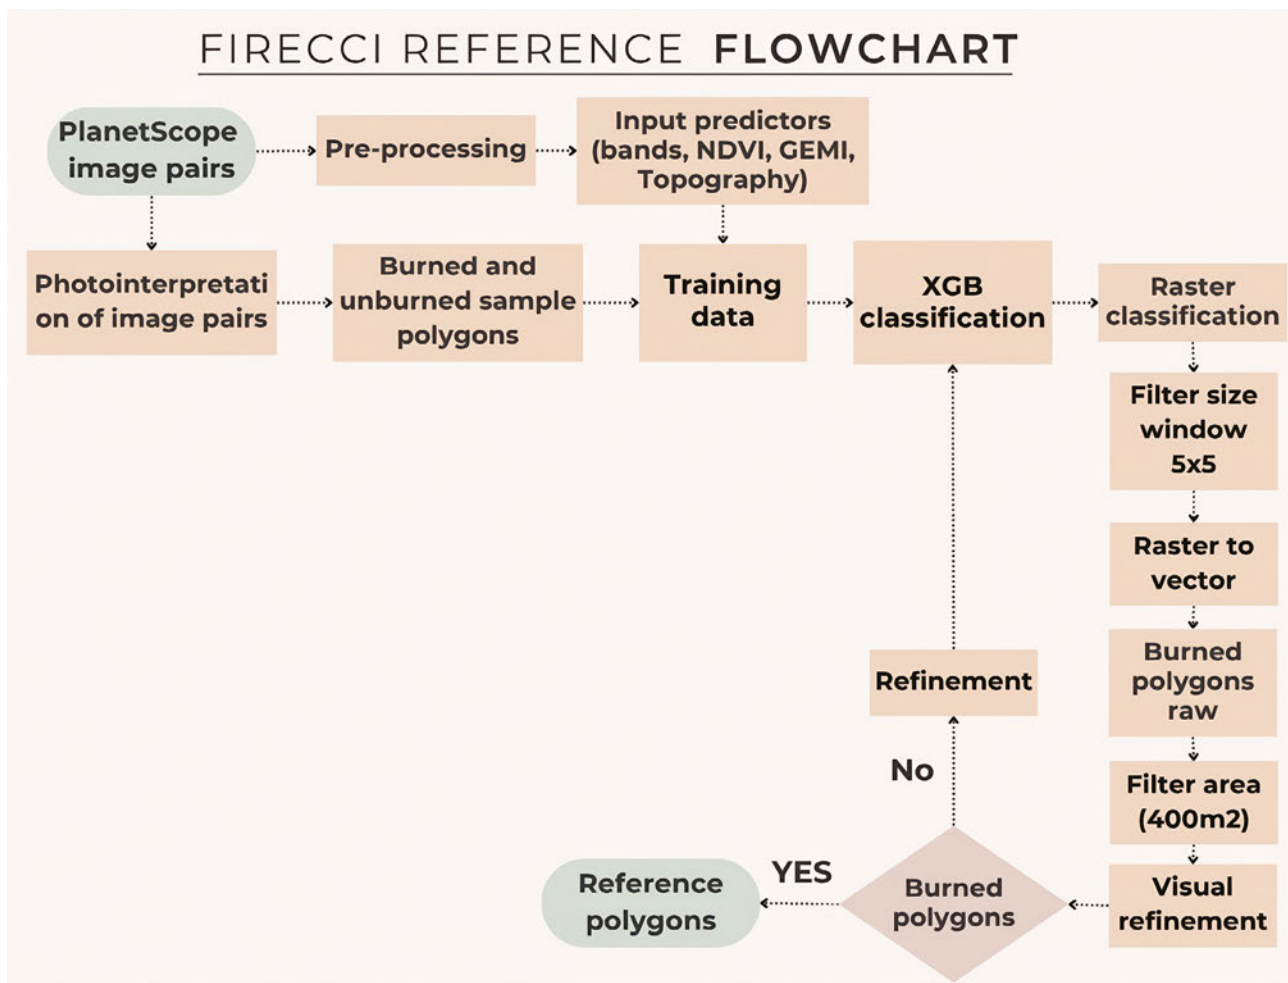 FIRECCI REFERENCE FLOWCHART
PlanetScope
image pairs
Pre-processing
Input predictors
(bands, NDVI, GEMI,
Topography)
Photointerpretati
on of image pairs
Burned and
unburned sample
polygons
Training
data
XGB
classification
Raster
classification
Filter size
window
5x5
Raster to
vector
Burned
polygons
raw
Filter area
(400m2)
Visual
refinement
Burned
polygons
No
Refinement
YES
Reference
polygons